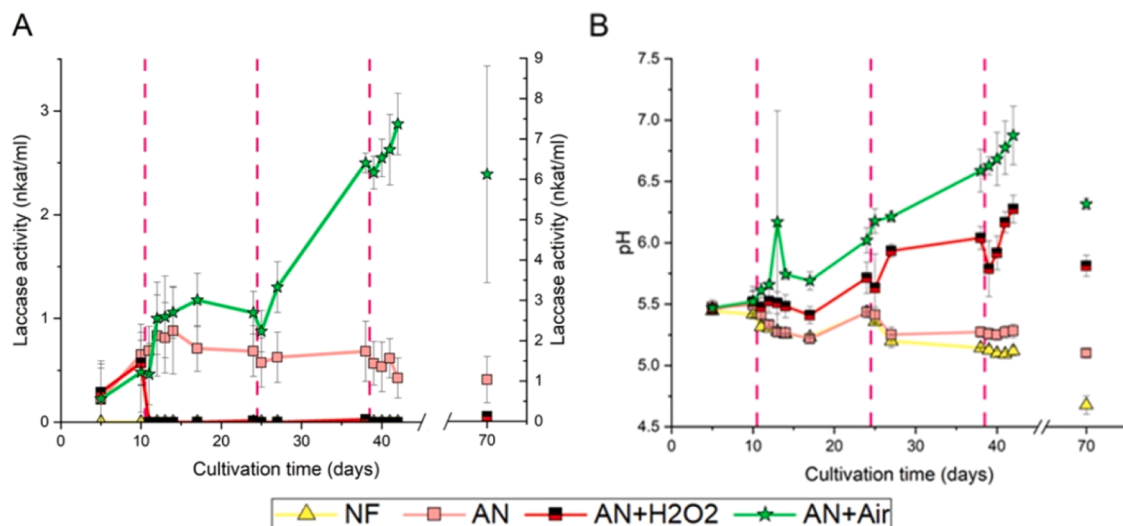 A
Laccase activity (nkat/ml)
3
2
1
0
0 10 20 30 40 70
Cultivation time (days)
9
8
7
6
5
4
3
2
1
0
Laccase activity (nkat/ml)
B
pH
7.5
7.0
6.5
6.0
5.5
5.0
4.5
0 10 20 30 40 70
Cultivation time (days)
NF AN AN+H2O2 AN+Air